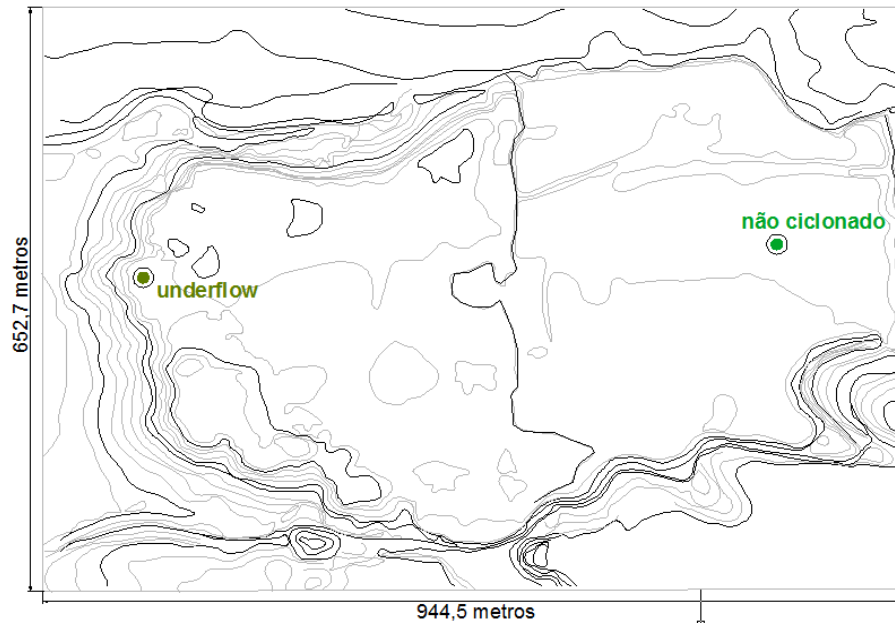 não ciclonado
underflow
652,7 metros
944,5 metros